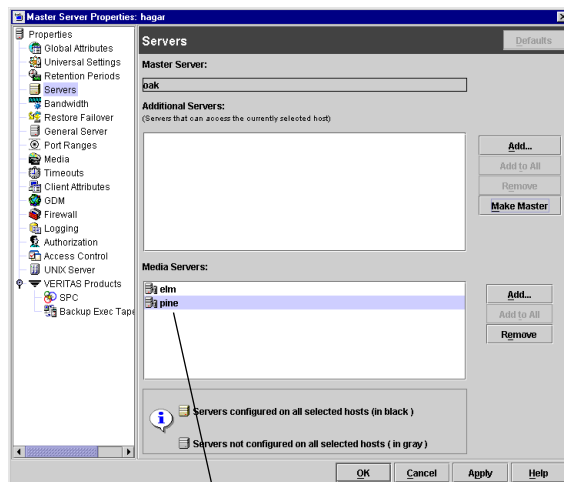 Master Server Properties: hagar
Properties
Global Attributes
Universal Settings
Retention Periods
Servers
Bandwidth
Restore Failover
General Server
Port Ranges
Media
Timeouts
Client Attributes
GDM
Firewall
Logging
Authorization
Access Control
UNIX Server
VERITAS Products
SPC
Backup Exec Tape
Servers
Defaults
Master Server:
oak
Additional Servers:
(Servers that can access the currently selected host)
Add...
Add to All
Remove
Make Master
Media Servers:
elm
pine
Add...
Add to All
Remove
Servers configured on all selected hosts (in black )
Servers not configured on all selected hosts ( in gray )
OK Cancel Apply Help